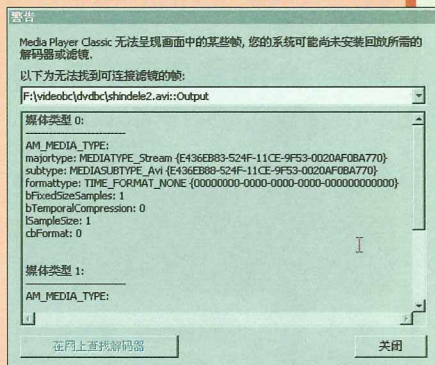 警告
Media Player Classic 无法呈现画面中的某些帧, 您的系统可能尚未安装回放所需的
解码器或滤镜.
以下为无法找到可连接滤镜的帧:
F:\videobc\dvdbc\shindele2.avi::Output
媒体类型 0:
--------------------------
AM_MEDIA_TYPE:
majortype: MEDIATYPE_Stream {E436EB83-524F-11CE-9F53-0020AF0BA770}
subtype: MEDIASUBTYPE_Avi {E436EB88-524F-11CE-9F53-0020AF0BA770}
formattype: TIME_FORMAT_NONE {00000000-0000-0000-0000-000000000000}
bFixedSizeSamples: 1
bTemporalCompression: 0
lSampleSize: 1
cbFormat: 0
媒体类型 1:
--------------------------
AM_MEDIA_TYPE:
在网上查找解码器
关闭